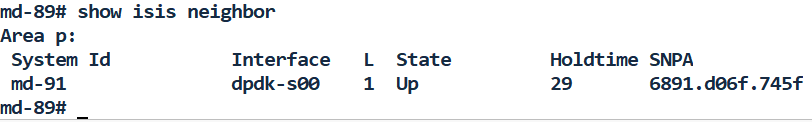 md-89# show isis neighbor
Area p:
 System Id           Interface   L  State         Holdtime SNPA
 md-91               dpdk-s00    1  Up            29       6891.d06f.745f
md-89# _